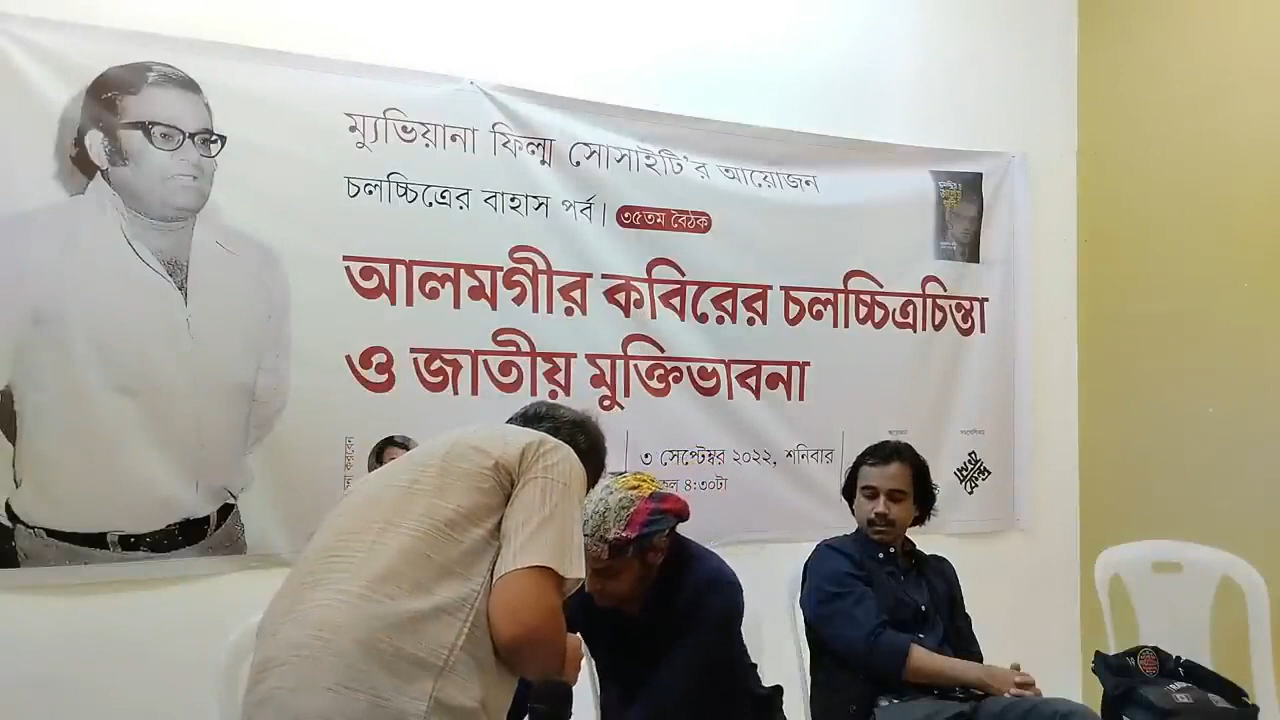 ম্যুভিয়ানা ফিল্ম সোসাইটি'র আয়োজন
চলচ্চিত্রের বাহাস পর্ব। ৩৫তম বৈঠক
আলমগীর কবিরের চলচ্চিত্রচিন্তা
ও জাতীয় মুক্তিভাবনা
৩ সেপ্টেম্বর ২০২২, শনিবার
৪:৩০টা